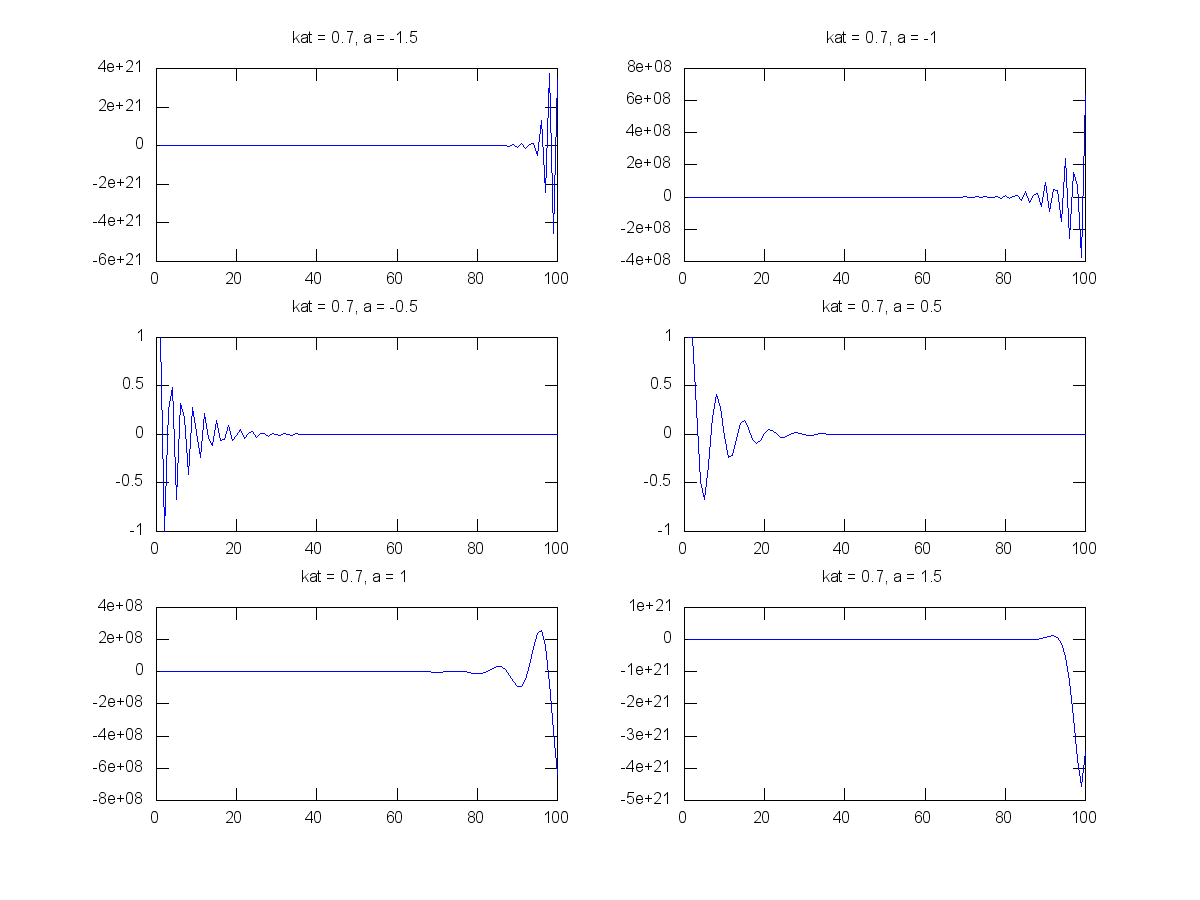 kat = 0.7, a = -1.5
4e+21
2e+21
0
-2e+21
-4e+21
-6e+21
0 20 40 60 80 100
kat = 0.7, a = -1
8e+08
6e+08
4e+08
2e+08
0
-2e+08
-4e+08
0 20 40 60 80 100
kat = 0.7, a = -0.5
1
0.5
0
-0.5
-1
0 20 40 60 80 100
kat = 0.7, a = 0.5
1
0.5
0
-0.5
-1
0 20 40 60 80 100
kat = 0.7, a = 1
4e+08
2e+08
0
-2e+08
-4e+08
-6e+08
-8e+08
0 20 40 60 80 100
kat = 0.7, a = 1.5
1e+21
0
-1e+21
-2e+21
-3e+21
-4e+21
-5e+21
0 20 40 60 80 100